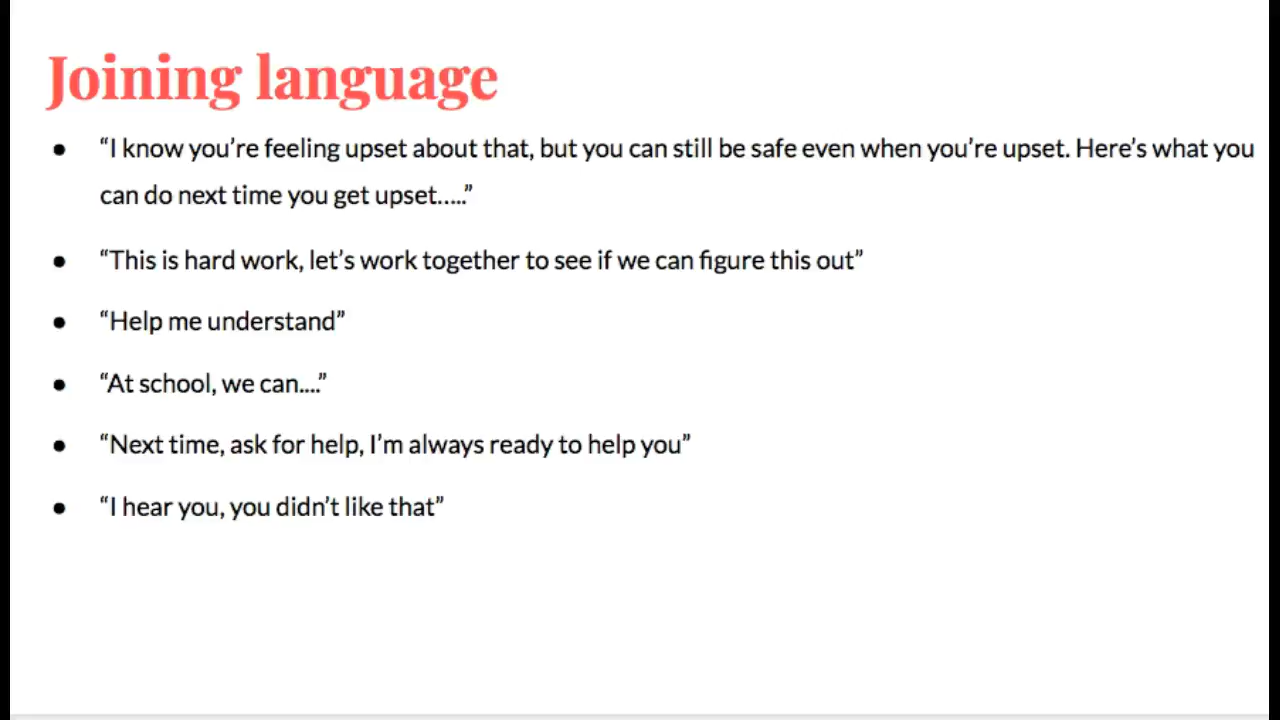 Joining language
● “I know you’re feeling upset about that, but you can still be safe even when you’re upset. Here’s what you
can do next time you get upset…..”
● “This is hard work, let’s work together to see if we can figure this out”
● “Help me understand”
● “At school, we can....”
● “Next time, ask for help, I’m always ready to help you”
● “I hear you, you didn’t like that”